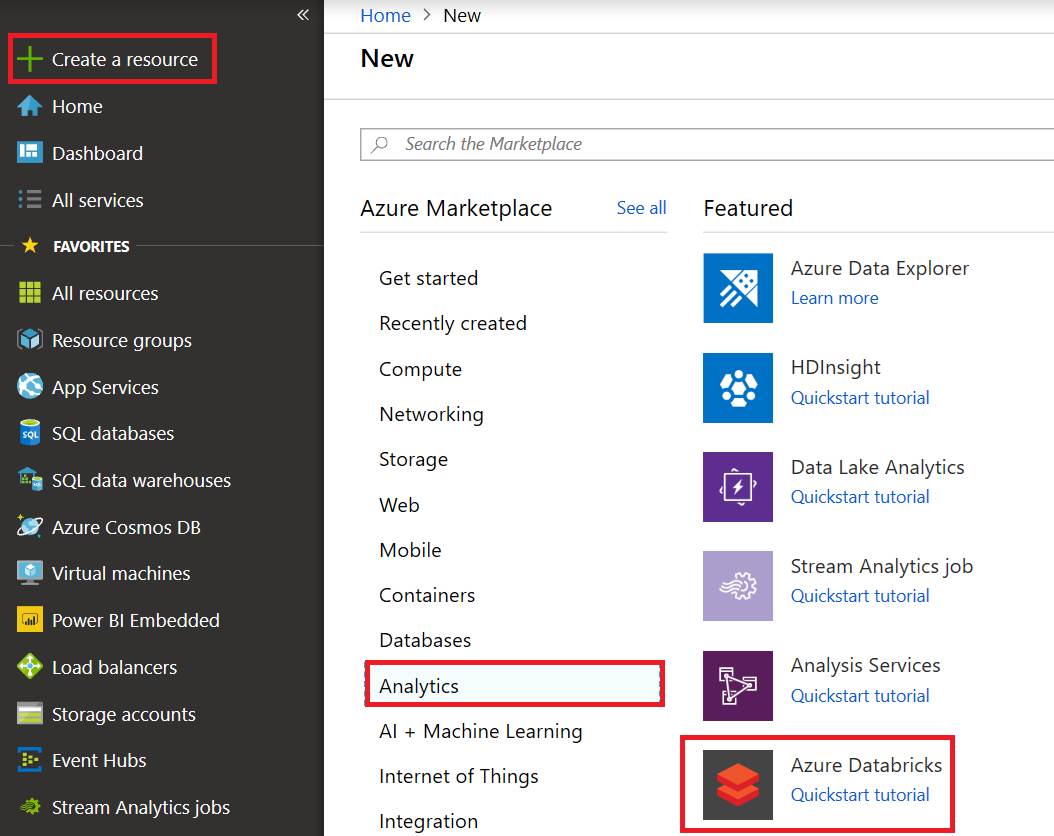 «
Create a resource
Home
Dashboard
All services
FAVORITES
All resources
Resource groups
App Services
SQL
SQL databases
SQL data warehouses
Azure Cosmos DB
Virtual machines
Power BI Embedded
Load balancers
Storage accounts
Event Hubs
Stream Analytics jobs
Home > New
New
Search the Marketplace
Azure Marketplace
See all
Get started
Recently created
Compute
Networking
Storage
Web
Mobile
Containers
Databases
Analytics
AI + Machine Learning
Internet of Things
Integration
Featured
Azure Data Explorer
Learn more
HDInsight
Quickstart tutorial
Data Lake Analytics
Quickstart tutorial
Stream Analytics job
Quickstart tutorial
Analysis Services
Quickstart tutorial
Azure Databricks
Quickstart tutorial